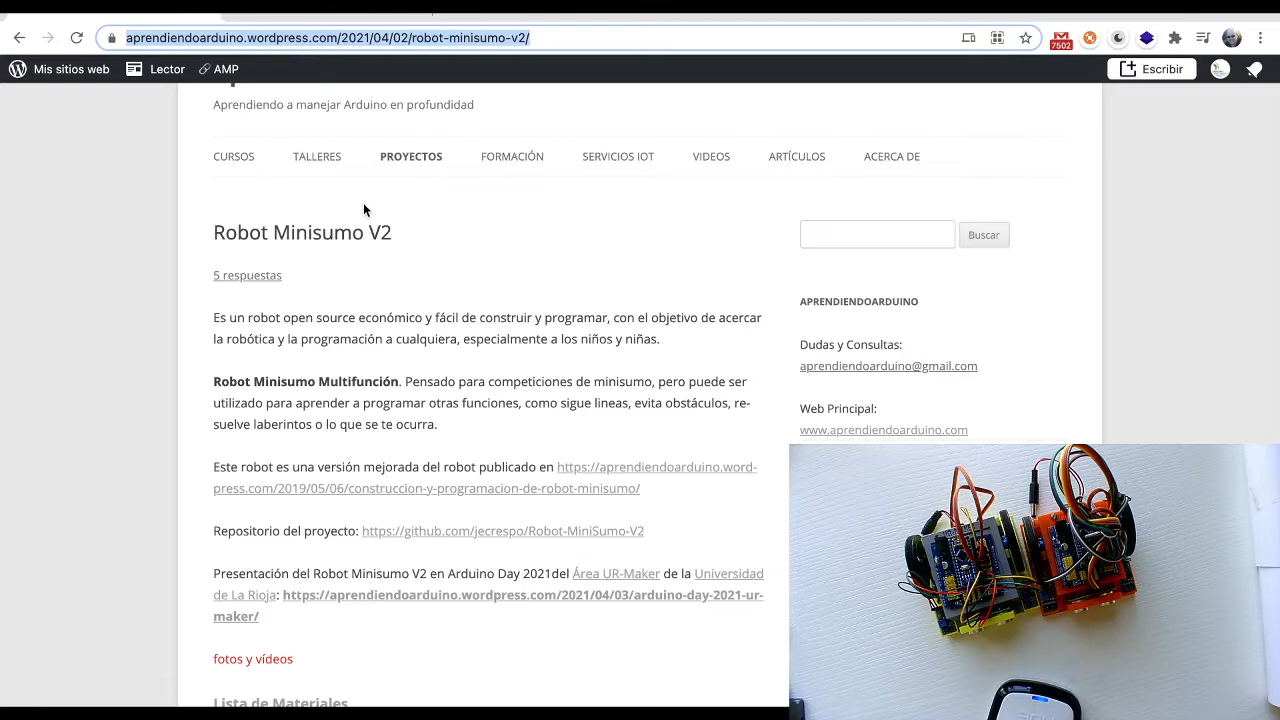 aprendiendoarduino.wordpress.com/2021/04/02/robot-minisumo-v2/
7502
Mis sitios web
Lector
AMP
Escribir
Aprendiendo a manejar Arduino en profundidad
CURSOS
TALLERES
PROYECTOS
FORMACIÓN
SERVICIOS IOT
VIDEOS
ARTÍCULOS
ACERCA DE
Robot Minisumo V2
5 respuestas
Es un robot open source económico y fácil de construir y programar, con el objetivo de acercar
la robótica y la programación a cualquiera, especialmente a los niños y niñas.
Robot Minisumo Multifunción. Pensado para competiciones de minisumo, pero puede ser
utilizado para aprender a programar otras funciones, como sigue lineas, evita obstáculos, re-
suelve laberintos o lo que se te ocurra.
Este robot es una versión mejorada del robot publicado en https://aprendiendoarduino.word-
press.com/2019/05/06/construccion-y-programacion-de-robot-minisumo/
Repositorio del proyecto: https://github.com/jecrespo/Robot-MiniSumo-V2
Presentación del Robot Minisumo V2 en Arduino Day 2021del Área UR-Maker de la Universidad
de La Rioja: https://aprendiendoarduino.wordpress.com/2021/04/03/arduino-day-2021-ur-
maker/
fotos y vídeos
Lista de Materiales
Buscar
APRENDIENDOARDUINO
Dudas y Consultas:
aprendiendoarduino@gmail.com
Web Principal:
www.aprendiendoarduino.com